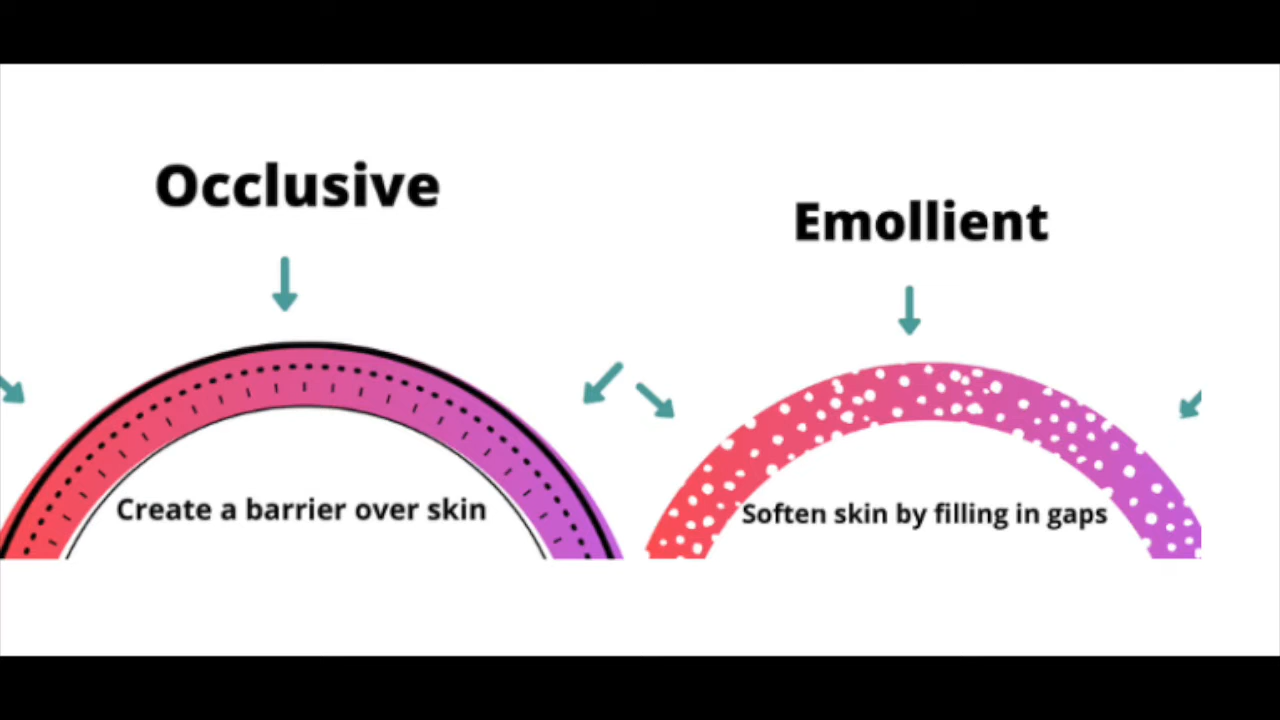 Occlusive
Emollient
Create a barrier over skin
Soften skin by filling in gaps